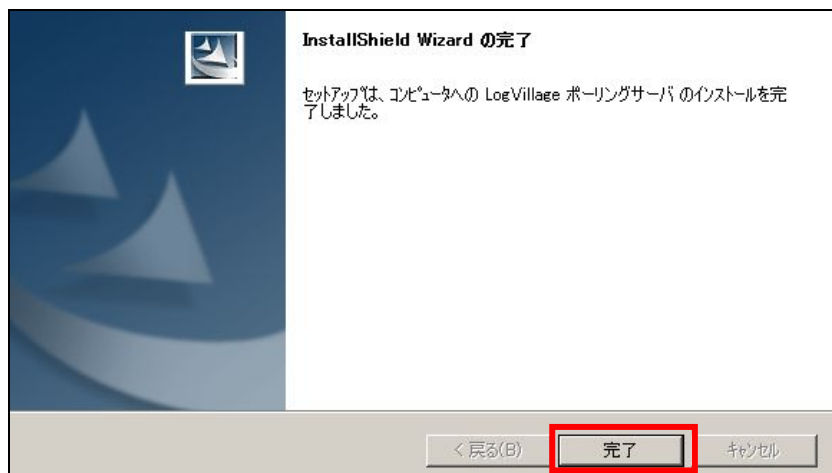 InstallShield Wizard の完了
ｾｯﾄｱｯﾌﾟは、ｺﾝﾋﾟｭｰﾀへの LogVillage ポーリングサーバ のｲﾝｽﾄｰﾙを完
了しました。
< 戻る(B)
完了
ｷｬﾝｾﾙ